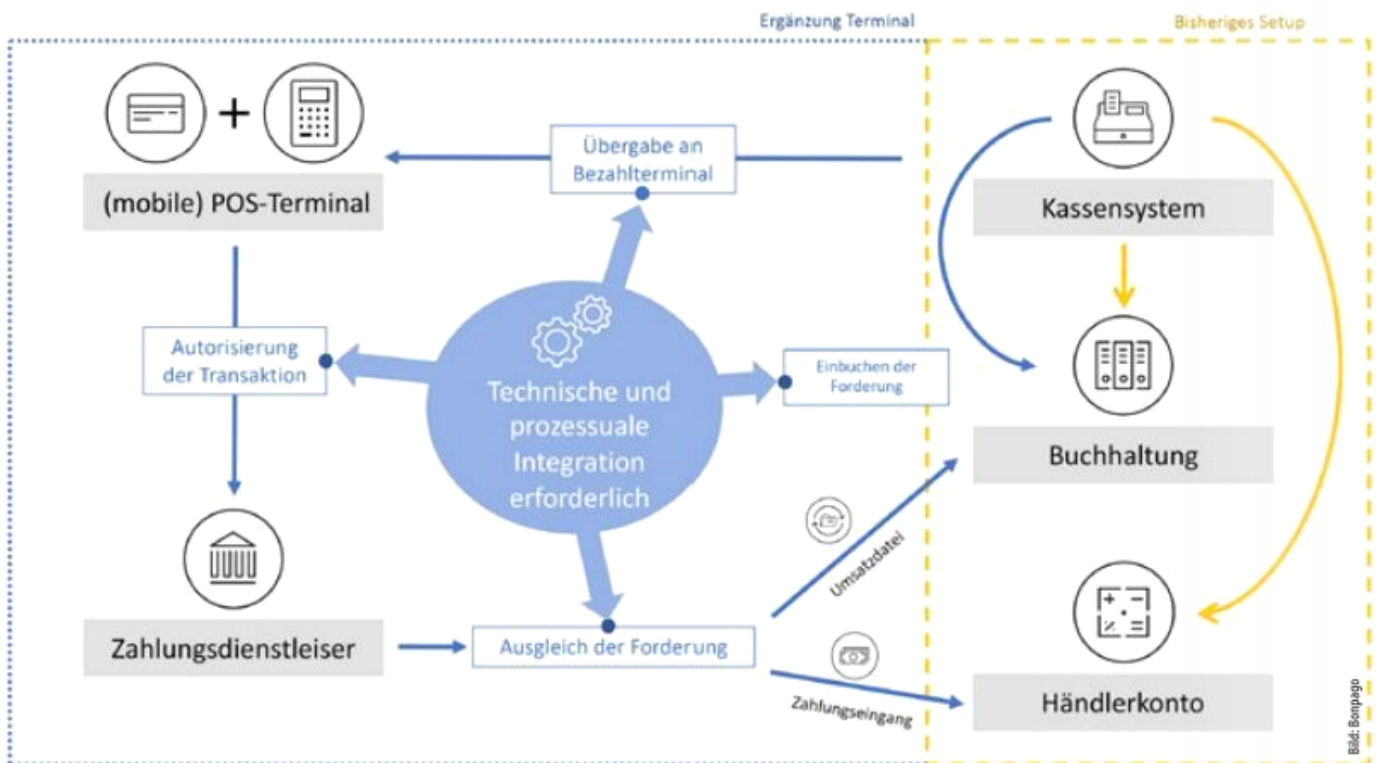 Ergänzung Terminal
Bisheriges Setup
(mobile) POS-Terminal
Übergabe an
Bezahlterminal
Kassensystem
Autorisierung
der Transaktion
Technische und
prozessuale
Integration
erforderlich
Einbuchen der
Forderung
Buchhaltung
Umsatzdatei
Zahlungsdienstleiser
Ausgleich der Forderung
Zahlungseingang
Händlerkonto
Bild: Bonpago